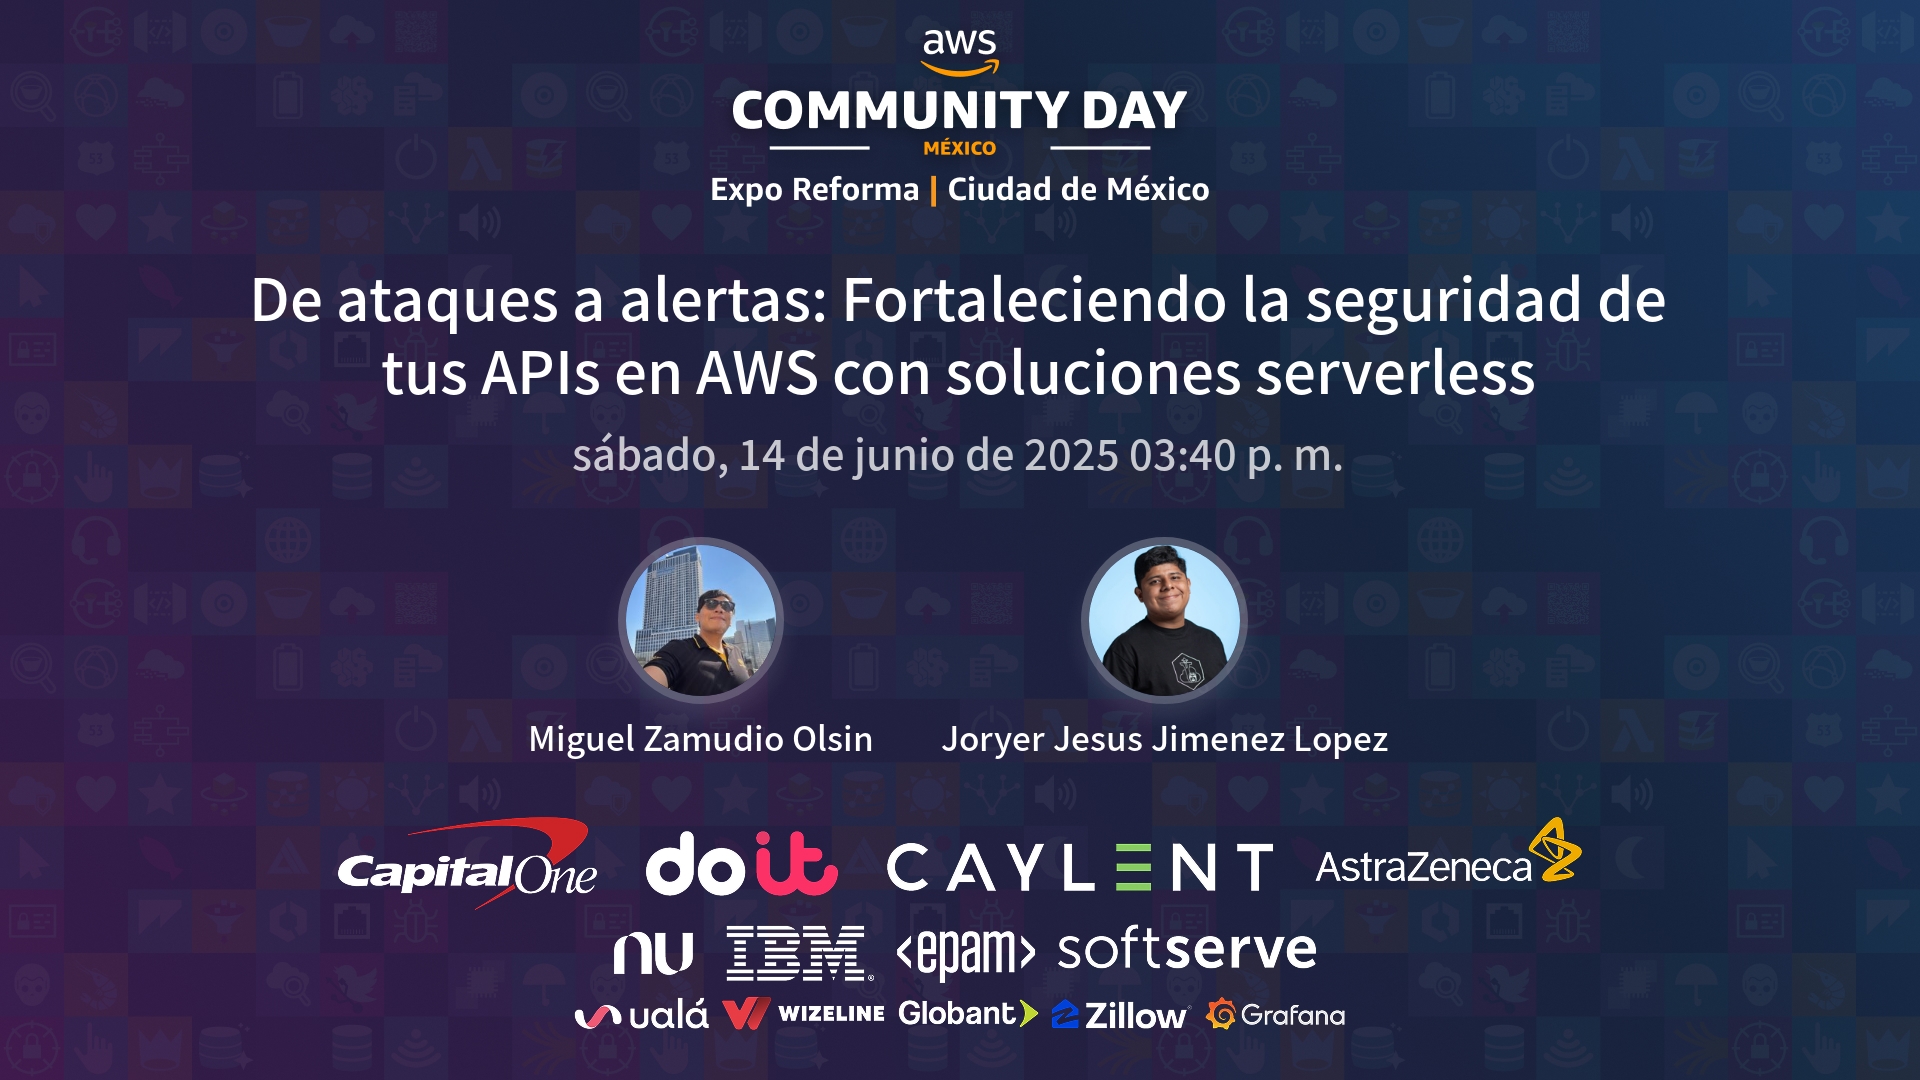 aws
COMMUNITY DAY
MÉXICO
Expo Reforma | Ciudad de México
De ataques a alertas: Fortaleciendo la seguridad de
tus APIs en AWS con soluciones serverless
sábado, 14 de junio de 2025 03:40 p. m.
Miguel Zamudio Olsin Joryer Jesus Jimenez Lopez
CapitalOne doit CAYLENT AstraZeneca
nu IBM <epam> softserve
ualá WIZELINE Globant Zillow Grafana